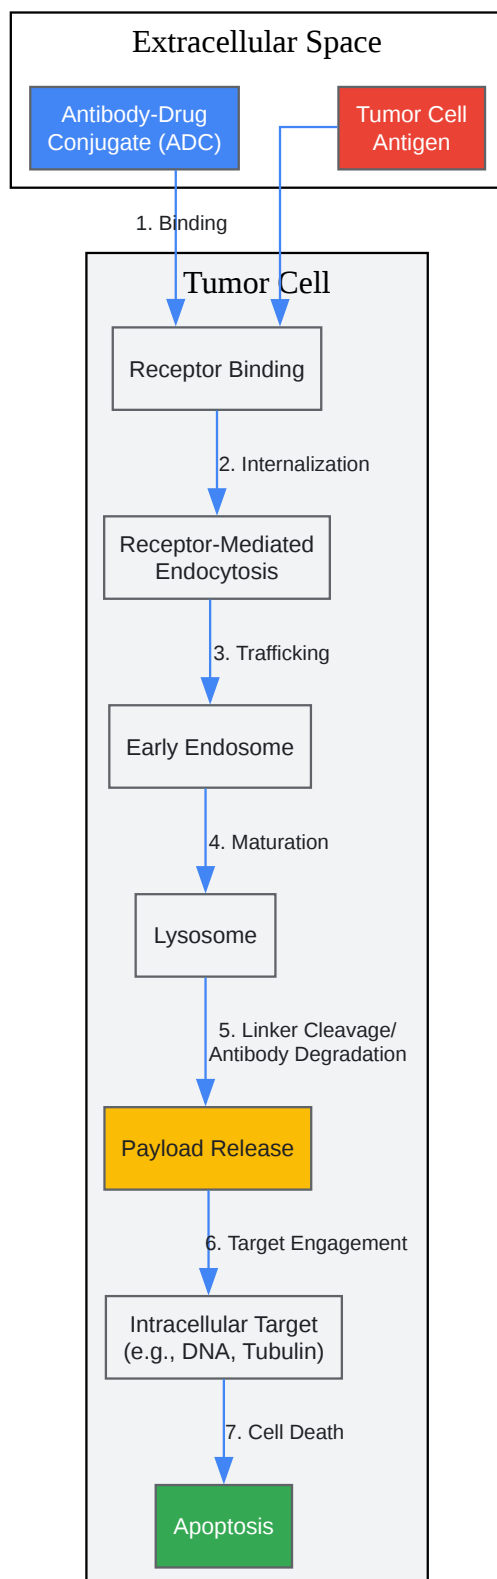 Extracellular Space
Antibody-Drug
Conjugate (ADC)
Tumor Cell
Antigen
1. Binding
Tumor Cell
Receptor Binding
2. Internalization
Receptor-Mediated
Endocytosis
3. Trafficking
Early Endosome
4. Maturation
Lysosome
5. Linker Cleavage/
Antibody Degradation
Payload Release
6. Target Engagement
Intracellular Target
(e.g., DNA, Tubulin)
7. Cell Death
Apoptosis